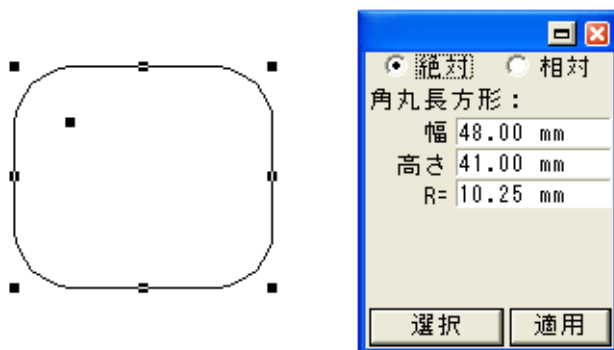 絶対 相対
角丸長方形:
幅 48.00 mm
高さ 41.00 mm
R= 10.25 mm
選択 適用